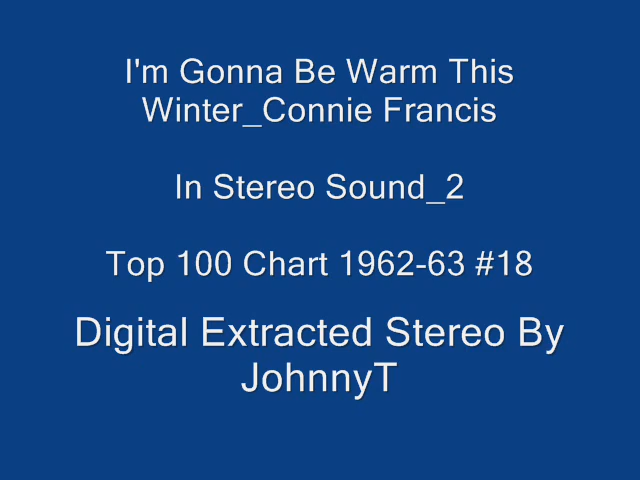 I'm Gonna Be Warm This
Winter_Connie Francis
In Stereo Sound_2
Top 100 Chart 1962-63 #18
Digital Extracted Stereo By
JohnnyT